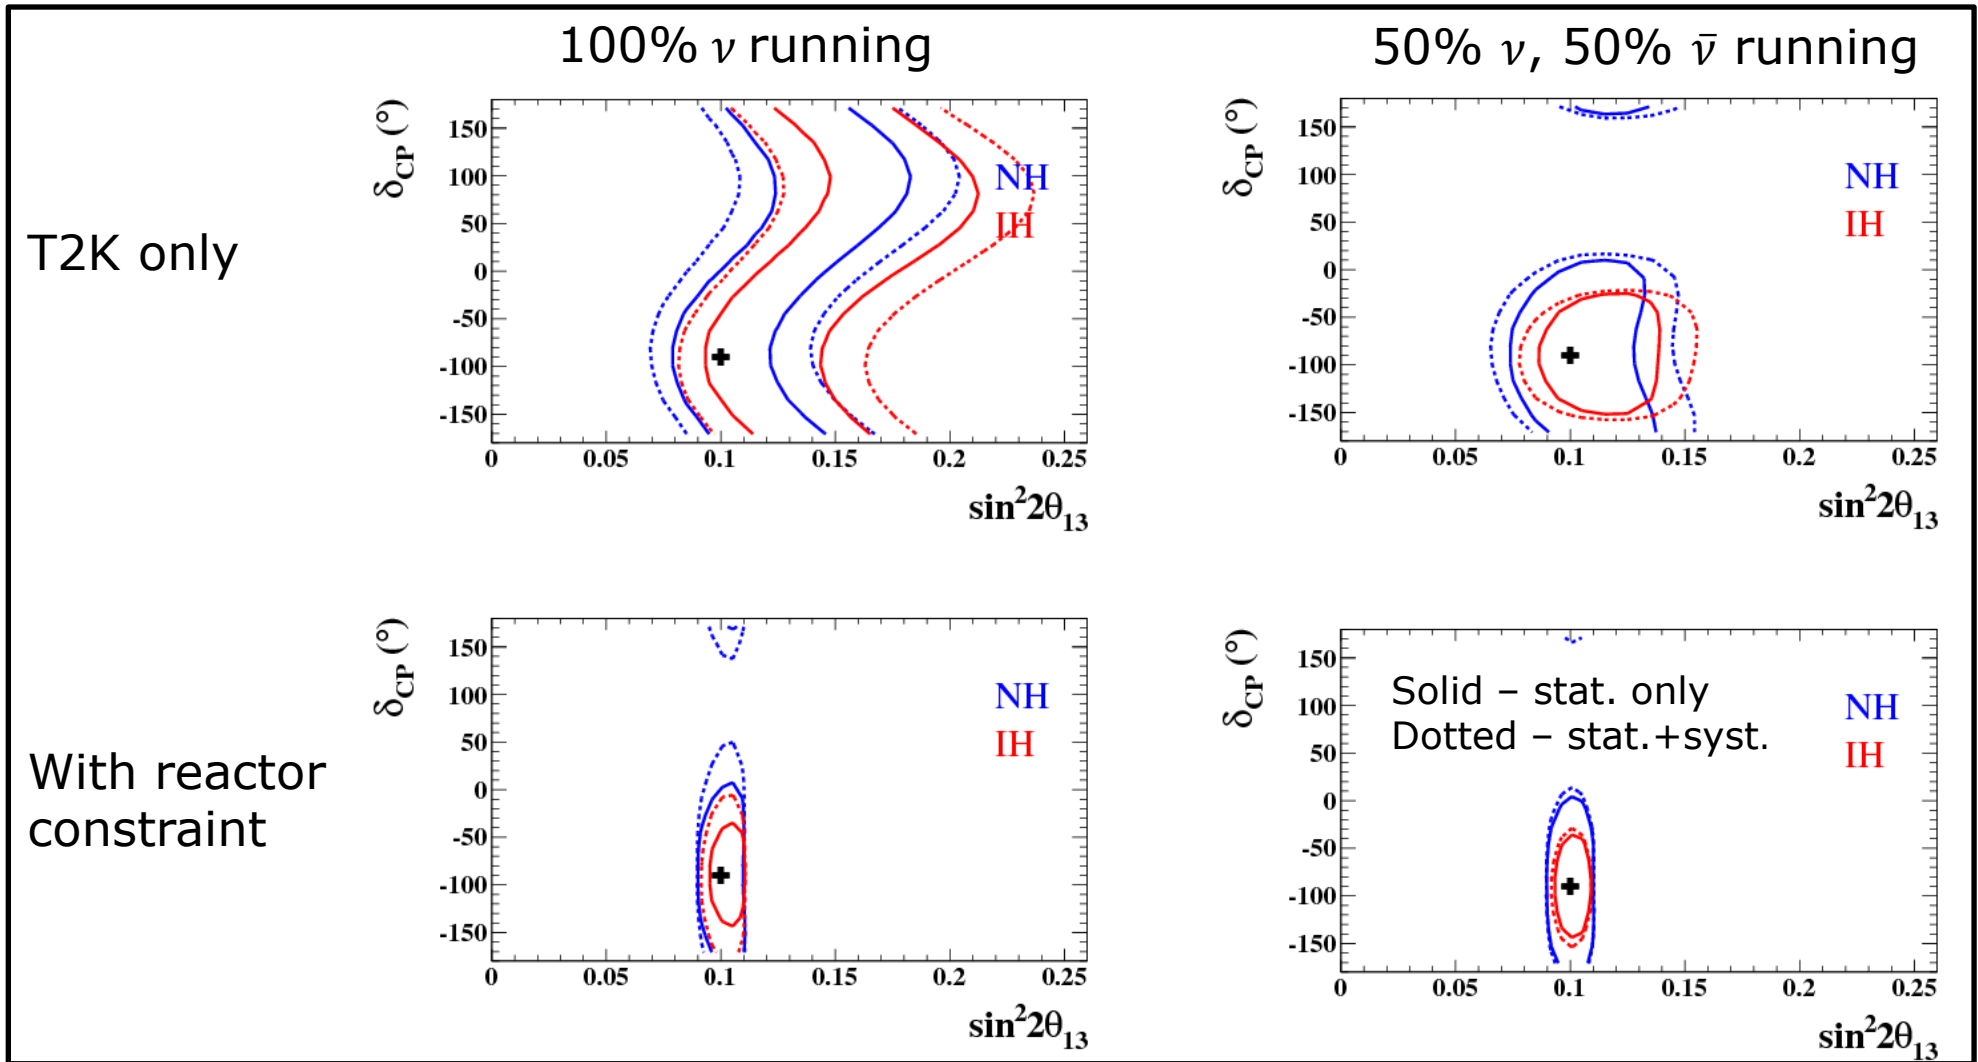 100% ν running
50% ν, 50% ν̄ running
T2K only
δCP (°)
150
100
50
0
-50
-100
-150
NH
IH
0 0.05 0.1 0.15 0.2 0.25
sin²2θ13
δCP (°)
150
100
50
0
-50
-100
-150
NH
IH
0 0.05 0.1 0.15 0.2 0.25
sin²2θ13
With reactor
constraint
δCP (°)
150
100
50
0
-50
-100
-150
NH
IH
0 0.05 0.1 0.15 0.2 0.25
sin²2θ13
δCP (°)
150
100
50
0
-50
-100
-150
Solid – stat. only
Dotted – stat.+syst.
NH
IH
0 0.05 0.1 0.15 0.2 0.25
sin²2θ13